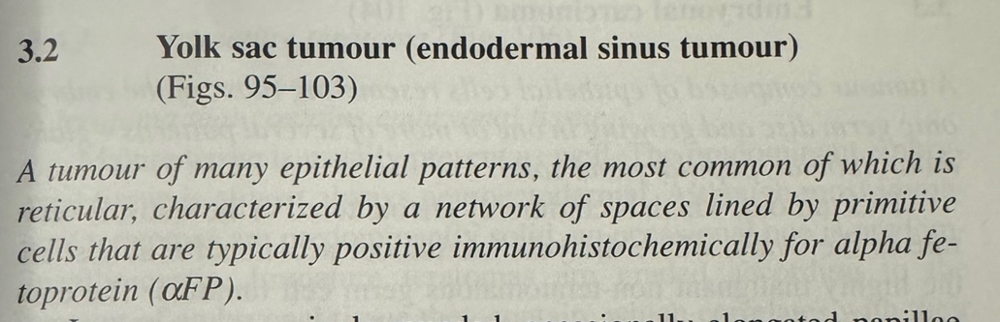 3.2 Yolk sac tumour (endodermal sinus tumour)
(Figs. 95–103)
A tumour of many epithelial patterns, the most common of which is
reticular, characterized by a network of spaces lined by primitive
cells that are typically positive immunohistochemically for alpha fe-
toprotein (αFP).